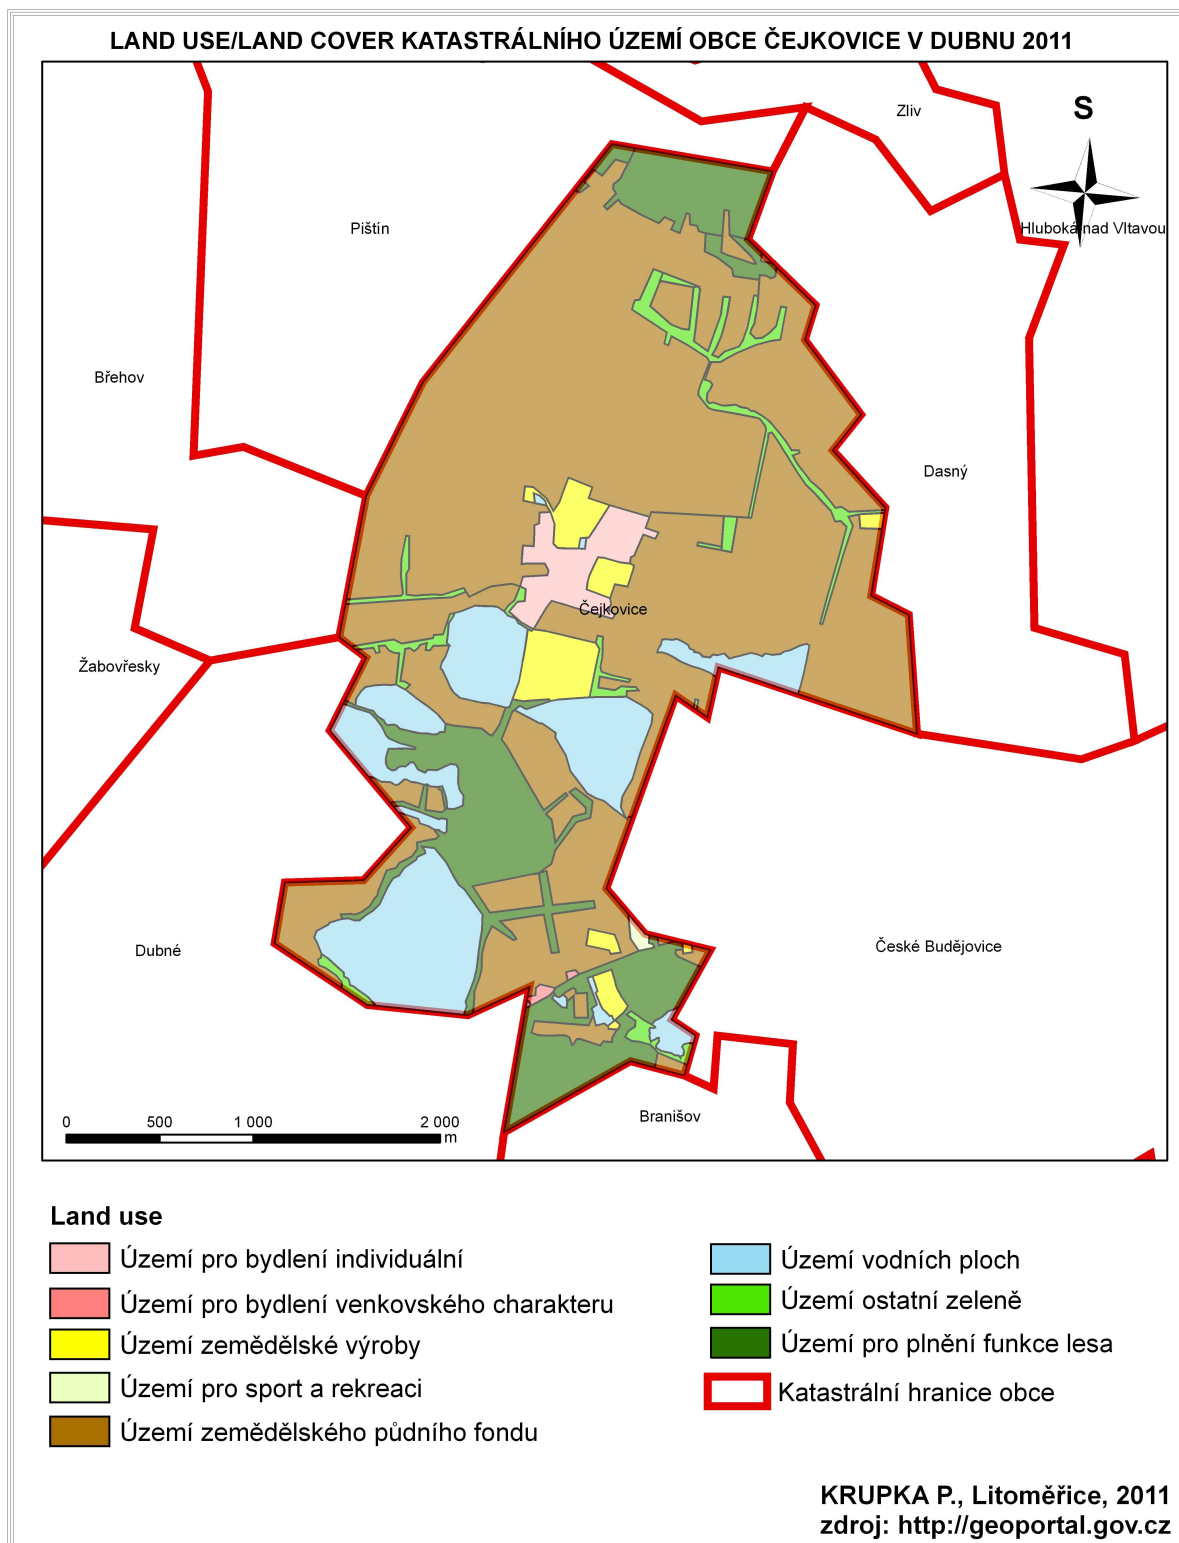 LAND USE/LAND COVER KATASTRÁLNÍHO ÚZEMÍ OBCE ČEJKOVICE V DUBNU 2011
Zliv
S
Pištín
Hluboká nad Vltavou
Břehov
Dasný
Čejkovice
Žabovřesky
Dubné
České Budějovice
Branišov
0 500 1 000 2 000
m
Land use
Území pro bydlení individuální
Území pro bydlení venkovského charakteru
Území zemědělské výroby
Území pro sport a rekreaci
Území zemědělského půdního fondu
Území vodních ploch
Území ostatní zeleně
Území pro plnění funkce lesa
Katastrální hranice obce
KRUPKA P., Litoměřice, 2011
zdroj: http://geoportal.gov.cz